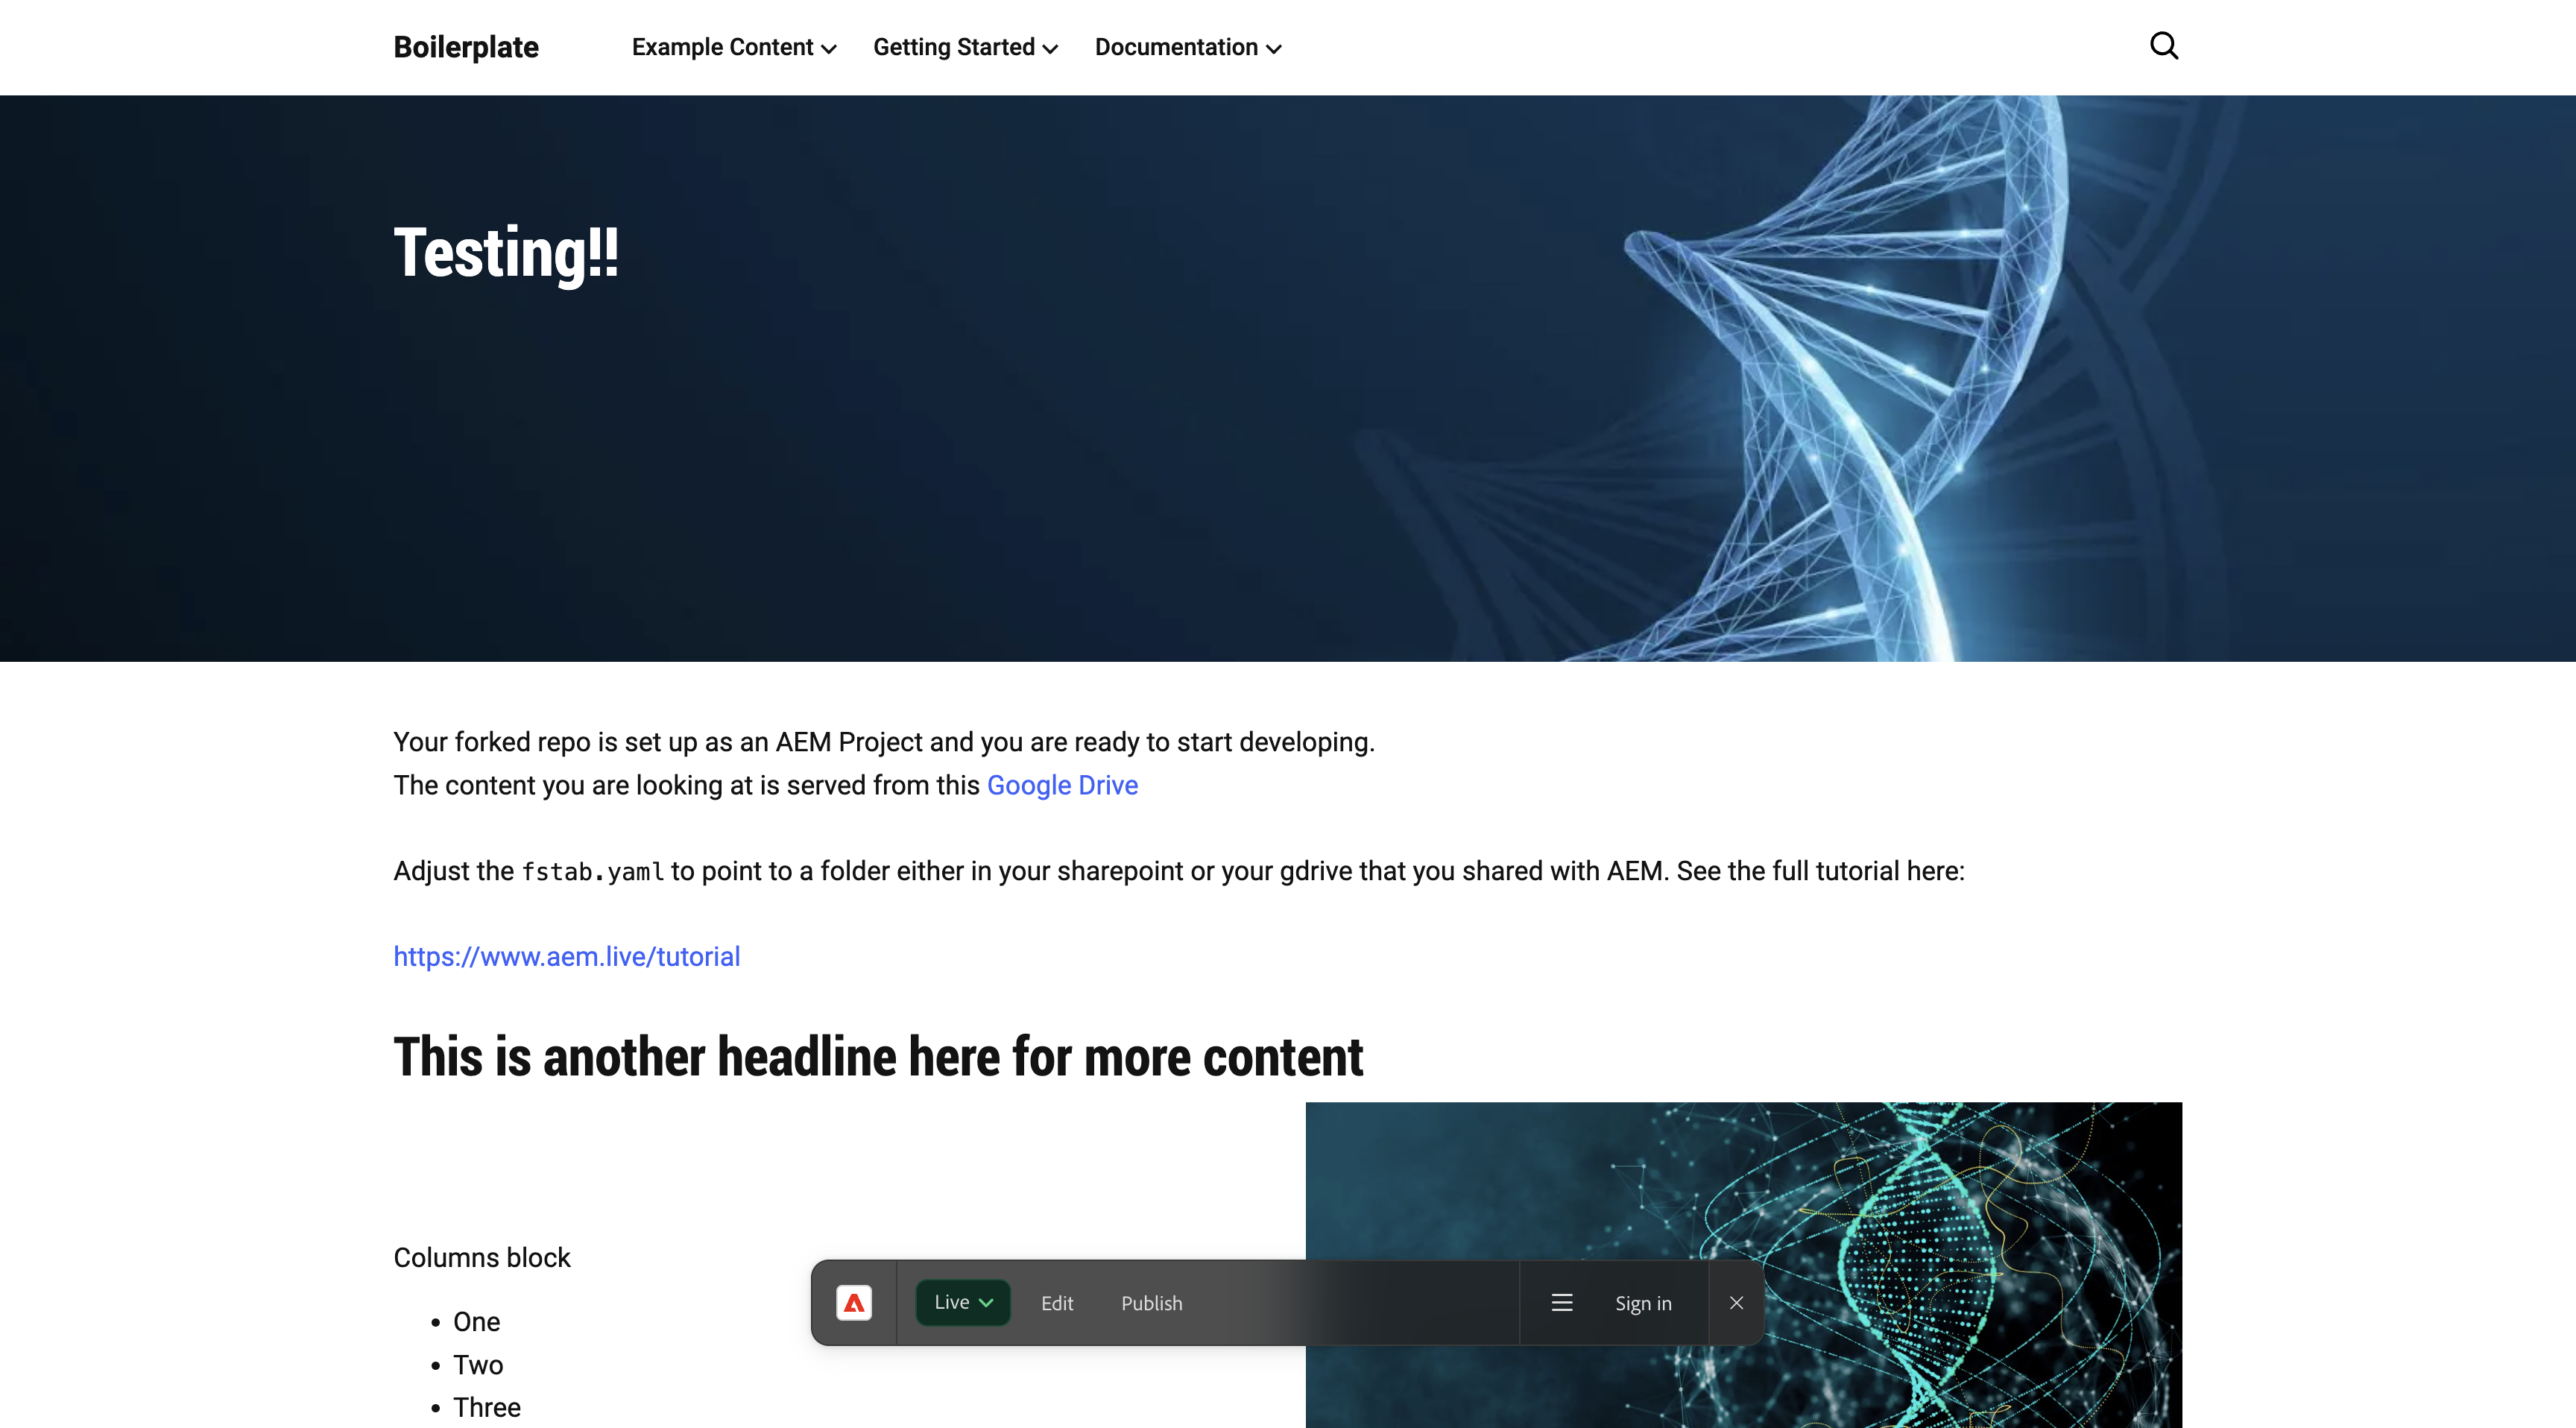 Boilerplate
Example Content
Getting Started
Documentation
Testing!!
Your forked repo is set up as an AEM Project and you are ready to start developing.
The content you are looking at is served from this Google Drive
Adjust the fstab.yaml to point to a folder either in your sharepoint or your gdrive that you shared with AEM. See the full tutorial here:
https://www.aem.live/tutorial
This is another headline here for more content
Columns block
One
Two
Three
Live
Edit
Publish
Sign in